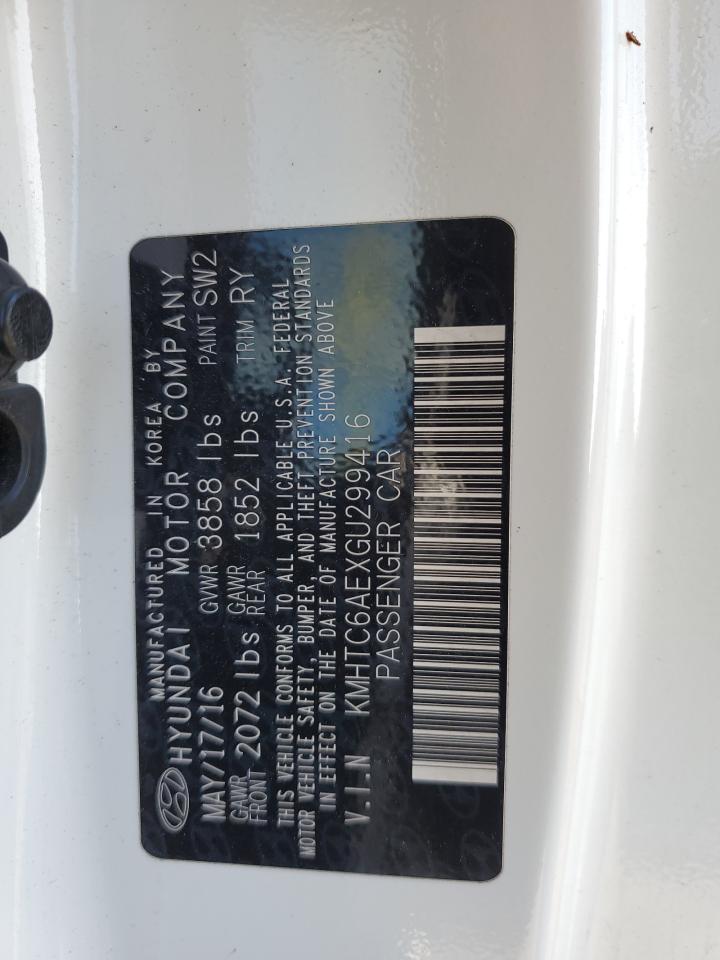 MANUFACTURED IN KOREA BY
HYUNDAI MOTOR COMPANY
MAY/17/16 GVWR 3858 lbs PAINT SW2
GAWR FRONT 2072 lbs GAWR REAR 1852 lbs TRIM RY
THIS VEHICLE CONFORMS TO ALL APPLICABLE U.S.A. FEDERAL
MOTOR VEHICLE SAFETY, BUMPER, AND THEFT PREVENTION STANDARDS
IN EFFECT ON THE DATE OF MANUFACTURE SHOWN ABOVE
V.I.N KMHTC6AEXGU299416
PASSENGER CAR